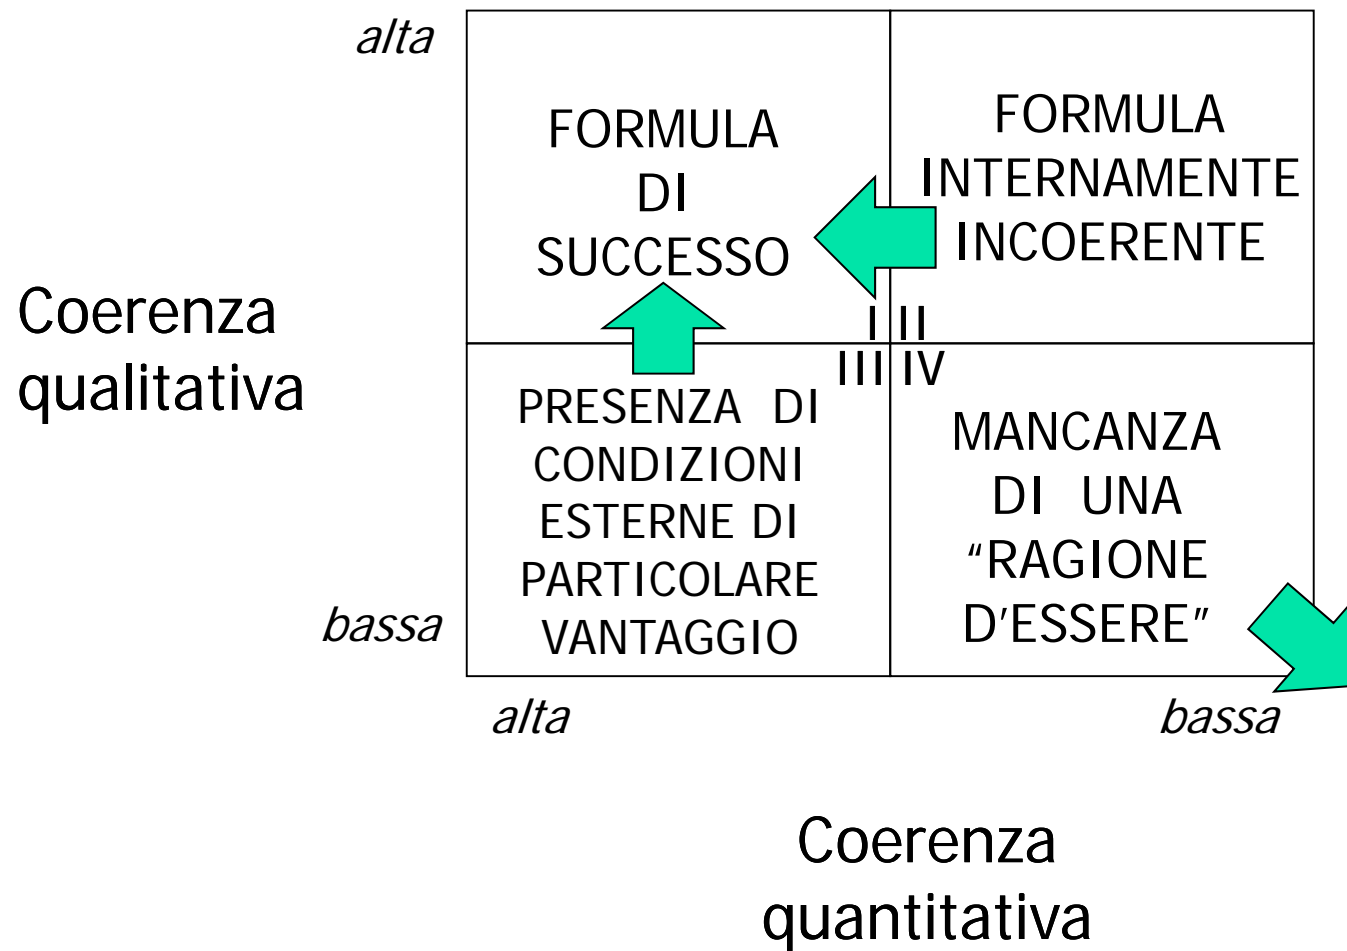 alta
FORMULA
DI
SUCCESSO
FORMULA
INTERNAMENTE
INCOERENTE
Coerenza
qualitativa
I II
III IV
PRESENZA DI
CONDIZIONI
ESTERNE DI
PARTICOLARE
VANTAGGIO
MANCANZA
DI UNA
“RAGIONE
D’ESSERE”
bassa
alta
bassa
Coerenza
quantitativa